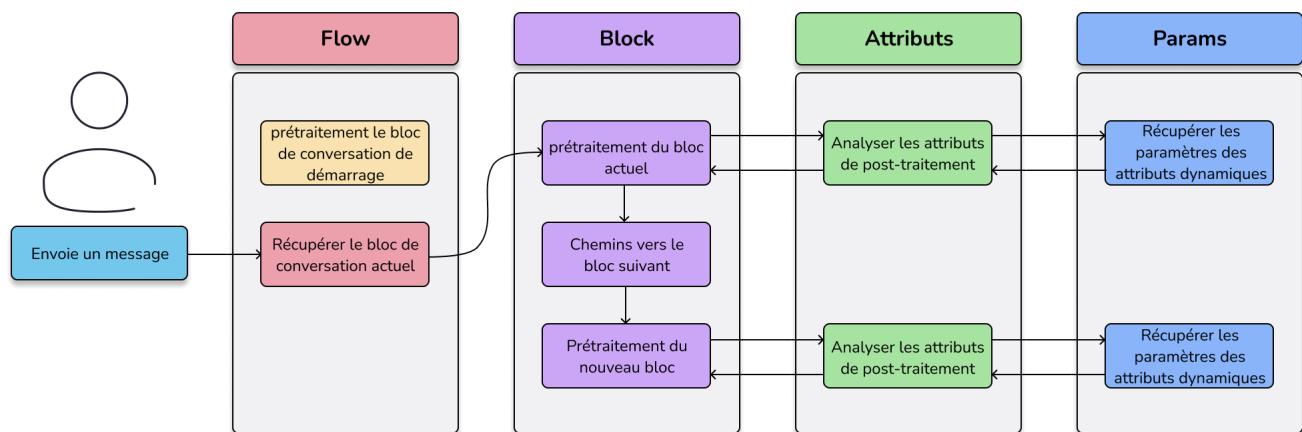 Flow
Block
Attributs
Params
prétraitement le bloc
de conversation de
démarrage
prétraitement du bloc
actuel
Analyser les attributs
de post-traitement
Récupérer les
paramètres des
attributs dynamiques
Envoie un message
Récupérer le bloc de
conversation actuel
Chemins vers le
bloc suivant
Prétraitement du
nouveau bloc
Analyser les attributs
de post-traitement
Récupérer les
paramètres des
attributs dynamiques